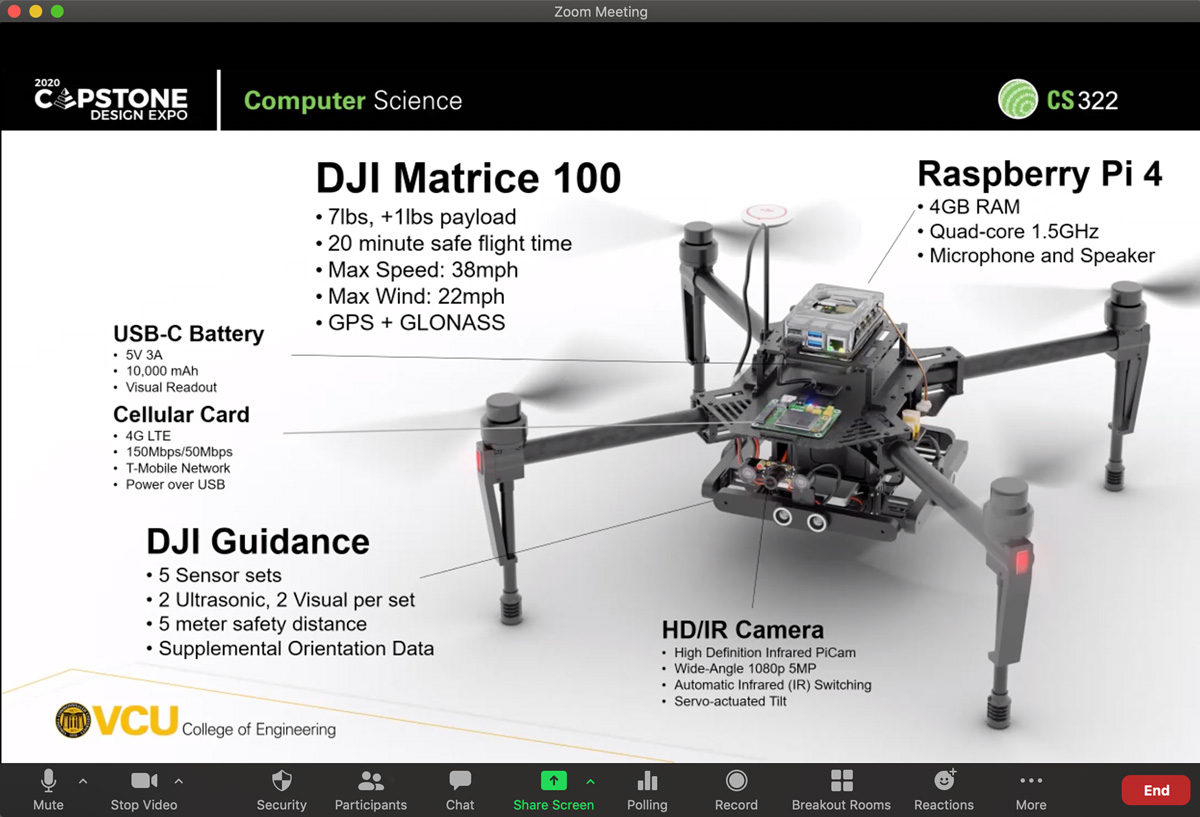 Zoom Meeting
2020
CAPSTONE
DESIGN EXPO
Computer Science
CS322
DJI Matrice 100
• 7lbs, +1lbs payload
• 20 minute safe flight time
• Max Speed: 38mph
• Max Wind: 22mph
• GPS + GLONASS
Raspberry Pi 4
• 4GB RAM
• Quad-core 1.5GHz
• Microphone and Speaker
USB-C Battery
• 5V 3A
• 10,000 mAh
• Visual Readout
Cellular Card
• 4G LTE
• 150Mbps/50Mbps
• T-Mobile Network
• Power over USB
DJI Guidance
• 5 Sensor sets
• 2 Ultrasonic, 2 Visual per set
• 5 meter safety distance
• Supplemental Orientation Data
HD/IR Camera
• High Definition Infrared PiCam
• Wide-Angle 1080p 5MP
• Automatic Infrared (IR) Switching
• Servo-actuated Tilt
VCU College of Engineering
Mute
Stop Video
Security
Participants
Chat
Share Screen
Polling
Record
Breakout Rooms
Reactions
More
End